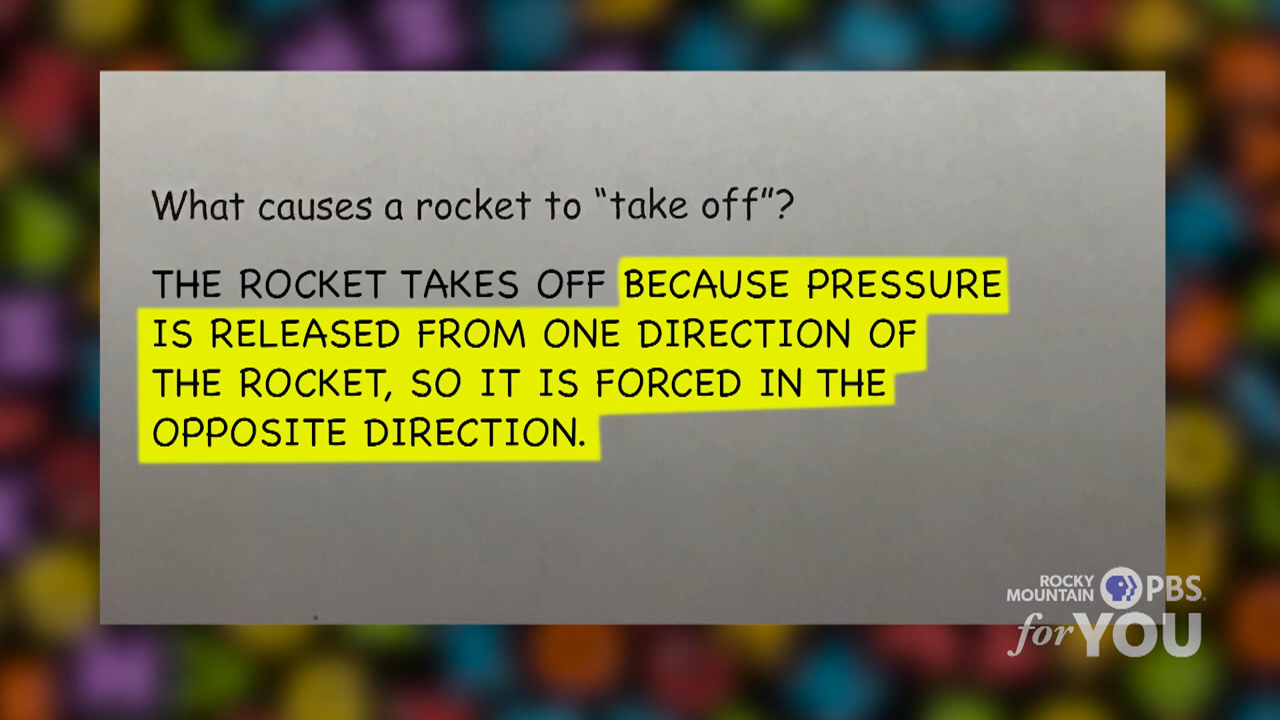 What causes a rocket to “take off”?
THE ROCKET TAKES OFF BECAUSE PRESSURE
IS RELEASED FROM ONE DIRECTION OF
THE ROCKET, SO IT IS FORCED IN THE
OPPOSITE DIRECTION.
ROCKY
MOUNTAIN PBS.
for YOU